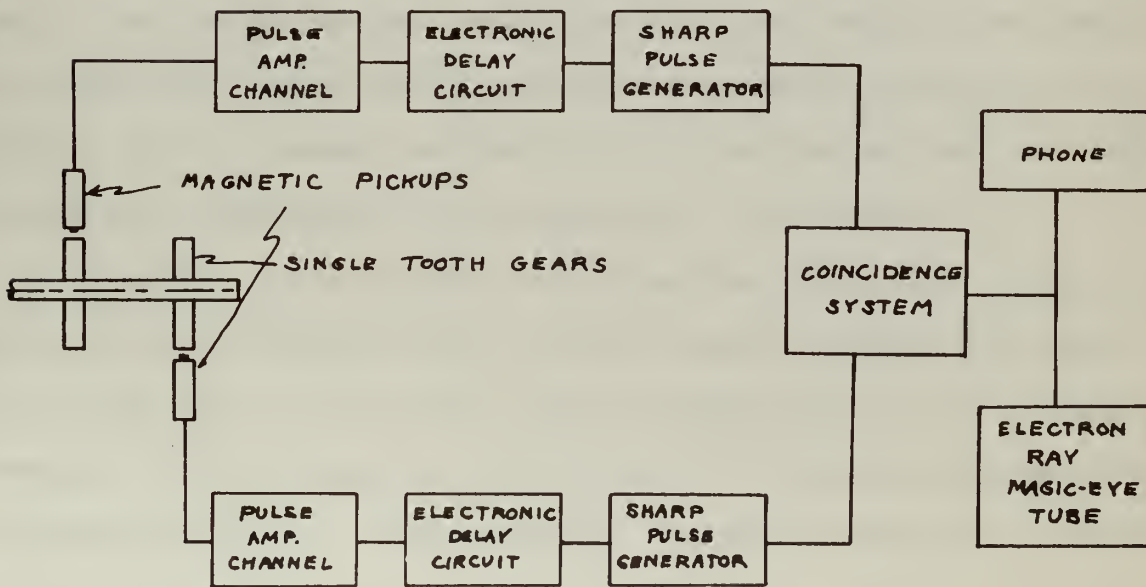 PULSE
AMP.
CHANNEL
ELECTRONIC
DELAY
CIRCUIT
SHARP
PULSE
GENERATOR
MAGNETIC PICKUPS
SINGLE TOOTH GEARS
COINCIDENCE
SYSTEM
PHONE
ELECTRON
RAY
MAGIC-EYE
TUBE
PULSE
AMP.
CHANNEL
ELECTRONIC
DELAY
CIRCUIT
SHARP
PULSE
GENERATOR